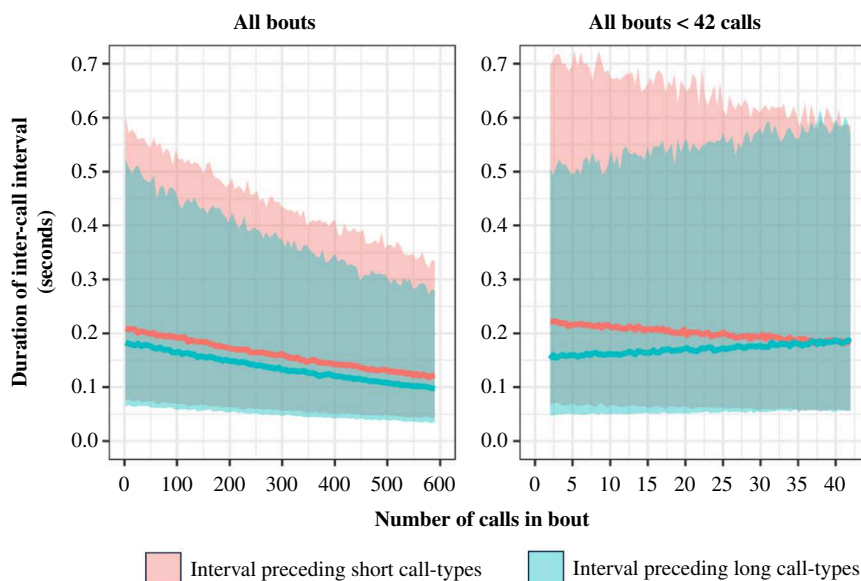 All bouts
All bouts < 42 calls
Duration of inter-call interval
(seconds)
0.7
0.6
0.5
0.4
0.3
0.2
0.1
0.0
0.7
0.6
0.5
0.4
0.3
0.2
0.1
0.0
0 100 200 300 400 500 600
0 5 10 15 20 25 30 35 40
Number of calls in bout
Interval preceding short call-types
Interval preceding long call-types